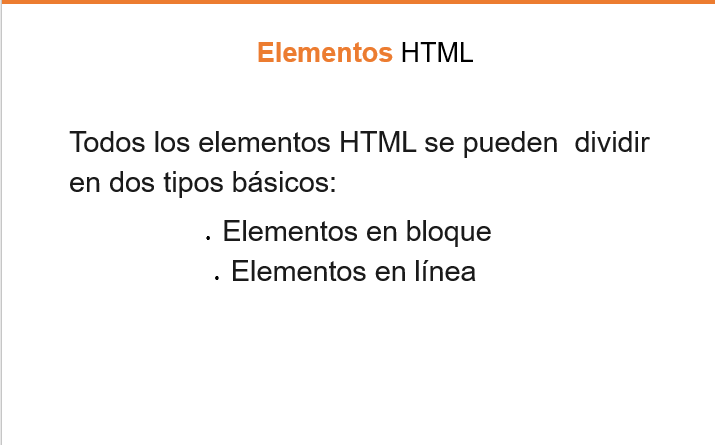 Elementos HTML
Todos los elementos HTML se pueden dividir
en dos tipos básicos:
. Elementos en bloque
. Elementos en línea